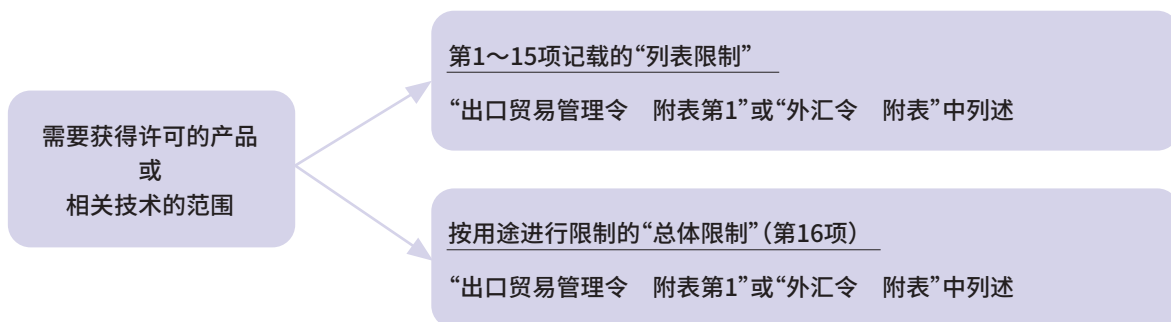 需要获得许可的产品
或
相关技术的范围
第1～15项记载的“列表限制”
“出口贸易管理令　附表第1”或“外汇令　附表”中列述
按用途进行限制的“总体限制”（第16项）
“出口贸易管理令　附表第1”或“外汇令　附表”中列述